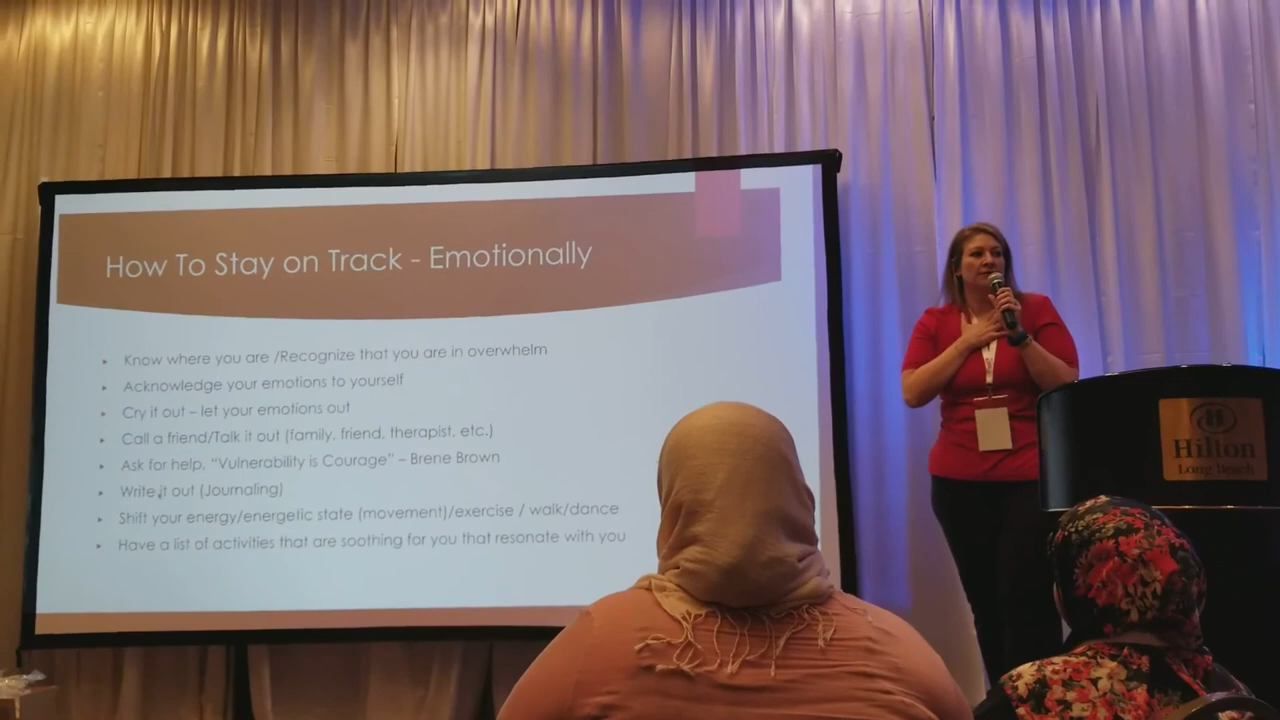 How To Stay on Track - Emotionally
Know where you are /Recognize that you are in overwhelm
Acknowledge your emotions to yourself
Cry it out – let your emotions out
Call a friend/Talk it out (family, friend, therapist, etc.)
Ask for help. “Vulnerability is Courage” – Brene Brown
Write it out (Journaling)
Shift your energy/energetic state (movement)/exercise / walk/dance
Have a list of activities that are soothing for you that resonate with you
Hilton
Long Beach